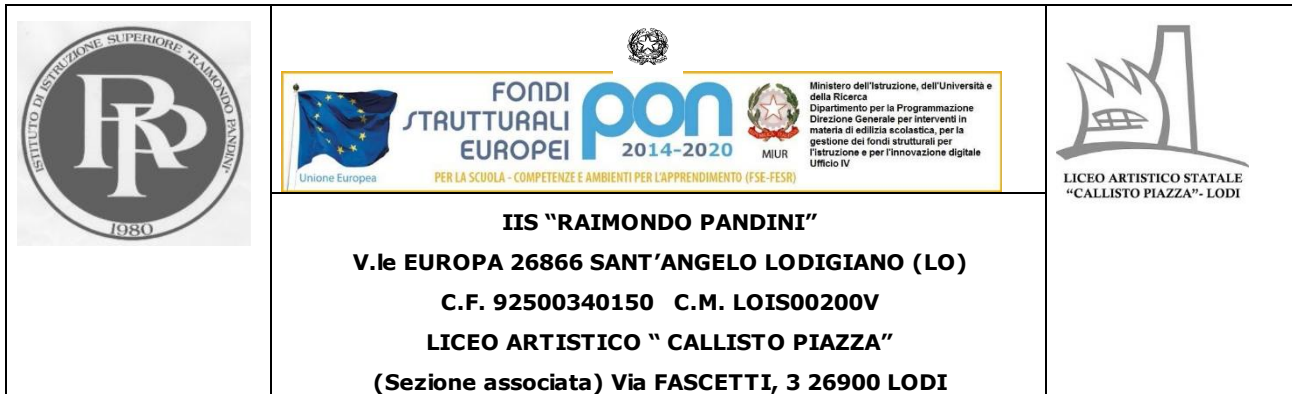 ISTITUTO DI ISTRUZIONE SUPERIORE "RAIMONDO PANDINI"
RP
1980
Unione Europea
FONDI
STRUTTURALI
EUROPEI
pon
2014-2020
MIUR
Ministero dell'Istruzione, dell'Università e
della Ricerca
Dipartimento per la Programmazione
Direzione Generale per interventi in
materia di edilizia scolastica, per la
gestione dei fondi strutturali per
l'istruzione e per l'innovazione digitale
Ufficio IV
PER LA SCUOLA - COMPETENZE E AMBIENTI PER L'APPRENDIMENTO (FSE-FESR)
IIS “RAIMONDO PANDINI”
V.le EUROPA 26866 SANT’ANGELO LODIGIANO (LO)
C.F. 92500340150 C.M. LOIS00200V
LICEO ARTISTICO “ CALLISTO PIAZZA”
(Sezione associata) Via FASCETTI, 3 26900 LODI
LICEO ARTISTICO STATALE
“CALLISTO PIAZZA”- LODI